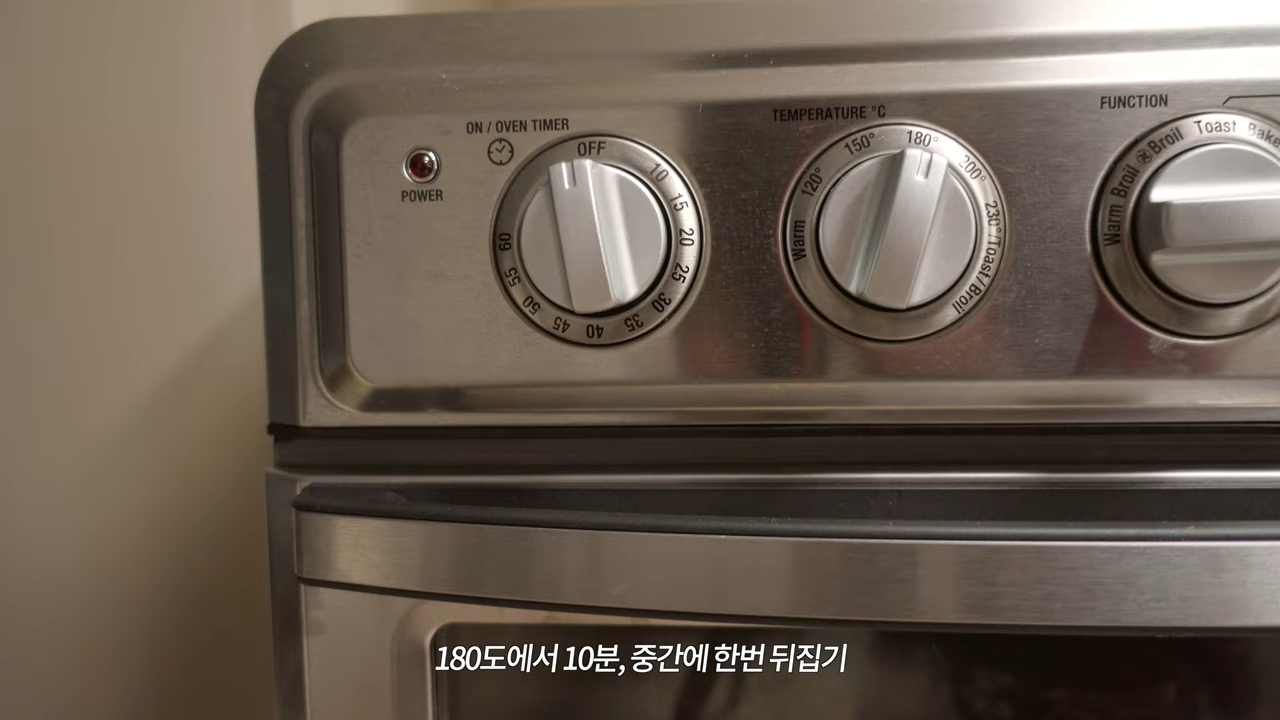 ON / OVEN TIMER
POWER
OFF
10
15
20
25
30
35
40
45
50
55
60
TEMPERATURE °C
Warm
120°
150°
180°
200°
230°/Toast/Broil
FUNCTION
Warm Broil Broil Toast Bake
180도에서 10분, 중간에 한번 뒤집기